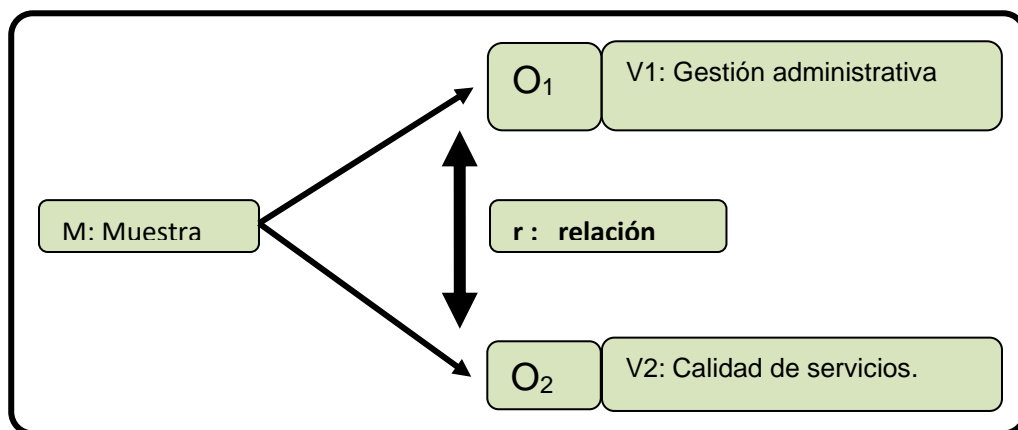 O₁ V1: Gestión administrativa
M: Muestra
r : relación
O₂ V2: Calidad de servicios.